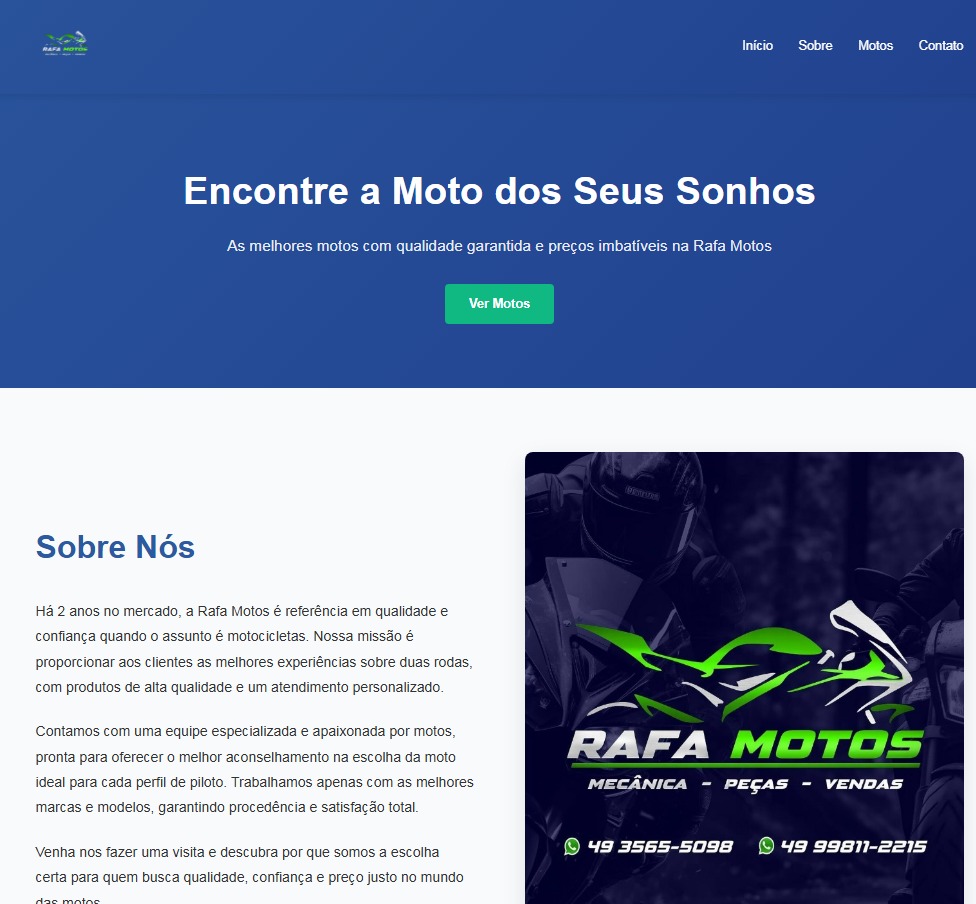 RAFA MOTOS
Início
Sobre
Motos
Contato
Encontre a Moto dos Seus Sonhos
As melhores motos com qualidade garantida e preços imbatíveis na Rafa Motos
Ver Motos
Sobre Nós
Há 2 anos no mercado, a Rafa Motos é referência em qualidade e
confiança quando o assunto é motocicletas. Nossa missão é
proporcionar aos clientes as melhores experiências sobre duas rodas,
com produtos de alta qualidade e um atendimento personalizado.
Contamos com uma equipe especializada e apaixonada por motos,
pronta para oferecer o melhor aconselhamento na escolha da moto
ideal para cada perfil de piloto. Trabalhamos apenas com as melhores
marcas e modelos, garantindo procedência e satisfação total.
Venha nos fazer uma visita e descubra por que somos a escolha
certa para quem busca qualidade, confiança e preço justo no mundo
das motos.
RAFA MOTOS
MECÂNICA - PEÇAS - VENDAS
49 3565-5098
49 99811-2215